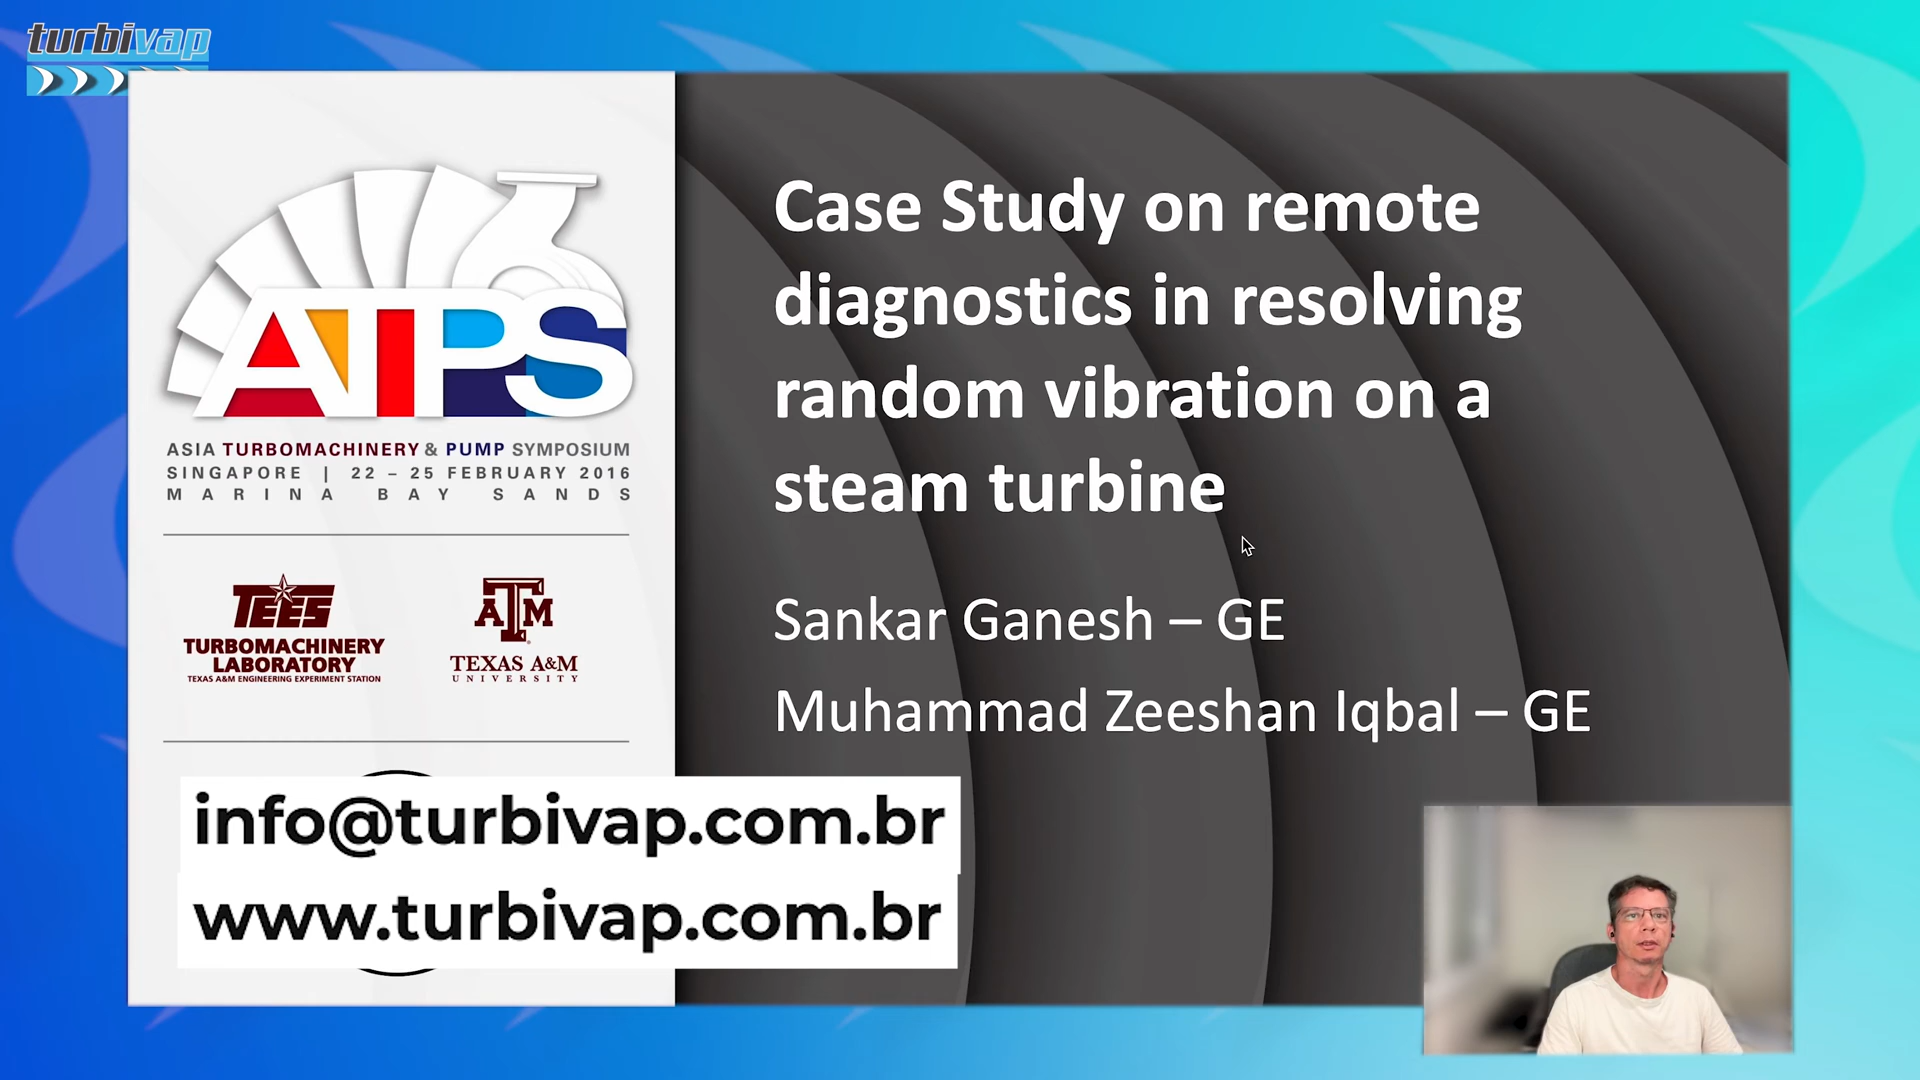 turbivap
ATPS
ASIA TURBOMACHINERY & PUMP SYMPOSIUM
SINGAPORE | 22 – 25 FEBRUARY 2016
MARINA BAY SANDS
TEES
TURBOMACHINERY
LABORATORY
TEXAS A&M ENGINEERING EXPERIMENT STATION
ATM
TEXAS A&M
UNIVERSITY
Case Study on remote
diagnostics in resolving
random vibration on a
steam turbine
Sankar Ganesh – GE
Muhammad Zeeshan Iqbal – GE
info@turbivap.com.br
www.turbivap.com.br